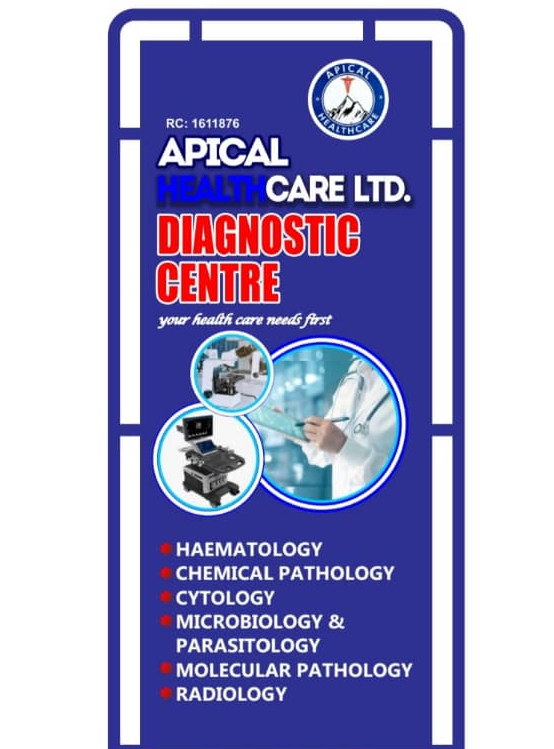 APICAL
HEALTHCARE
RC: 1611876
APICAL
HEALTHCARE LTD.
DIAGNOSTIC
CENTRE
your health care needs first
HAEMATOLOGY
CHEMICAL PATHOLOGY
CYTOLOGY
MICROBIOLOGY &
PARASITOLOGY
MOLECULAR PATHOLOGY
RADIOLOGY